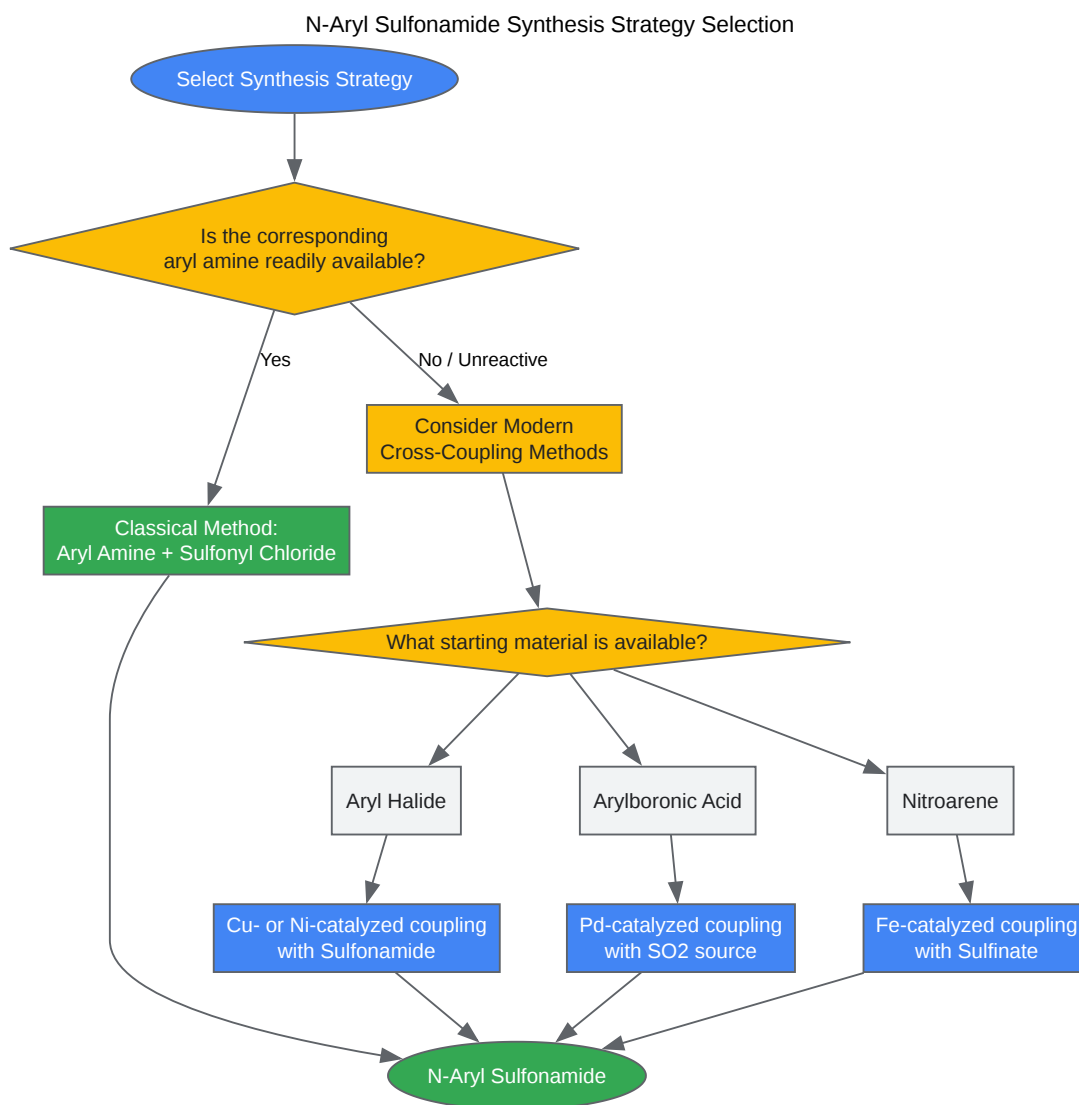 N-Aryl Sulfonamide Synthesis Strategy Selection
Select Synthesis Strategy
Is the corresponding
aryl amine readily available?
Yes
No / Unreactive
Consider Modern
Cross-Coupling Methods
Classical Method:
Aryl Amine + Sulfonyl Chloride
What starting material is available?
Aryl Halide
Arylboronic Acid
Nitroarene
Cu- or Ni-catalyzed coupling
with Sulfonamide
Pd-catalyzed coupling
with SO2 source
Fe-catalyzed coupling
with Sulfinate
N-Aryl Sulfonamide